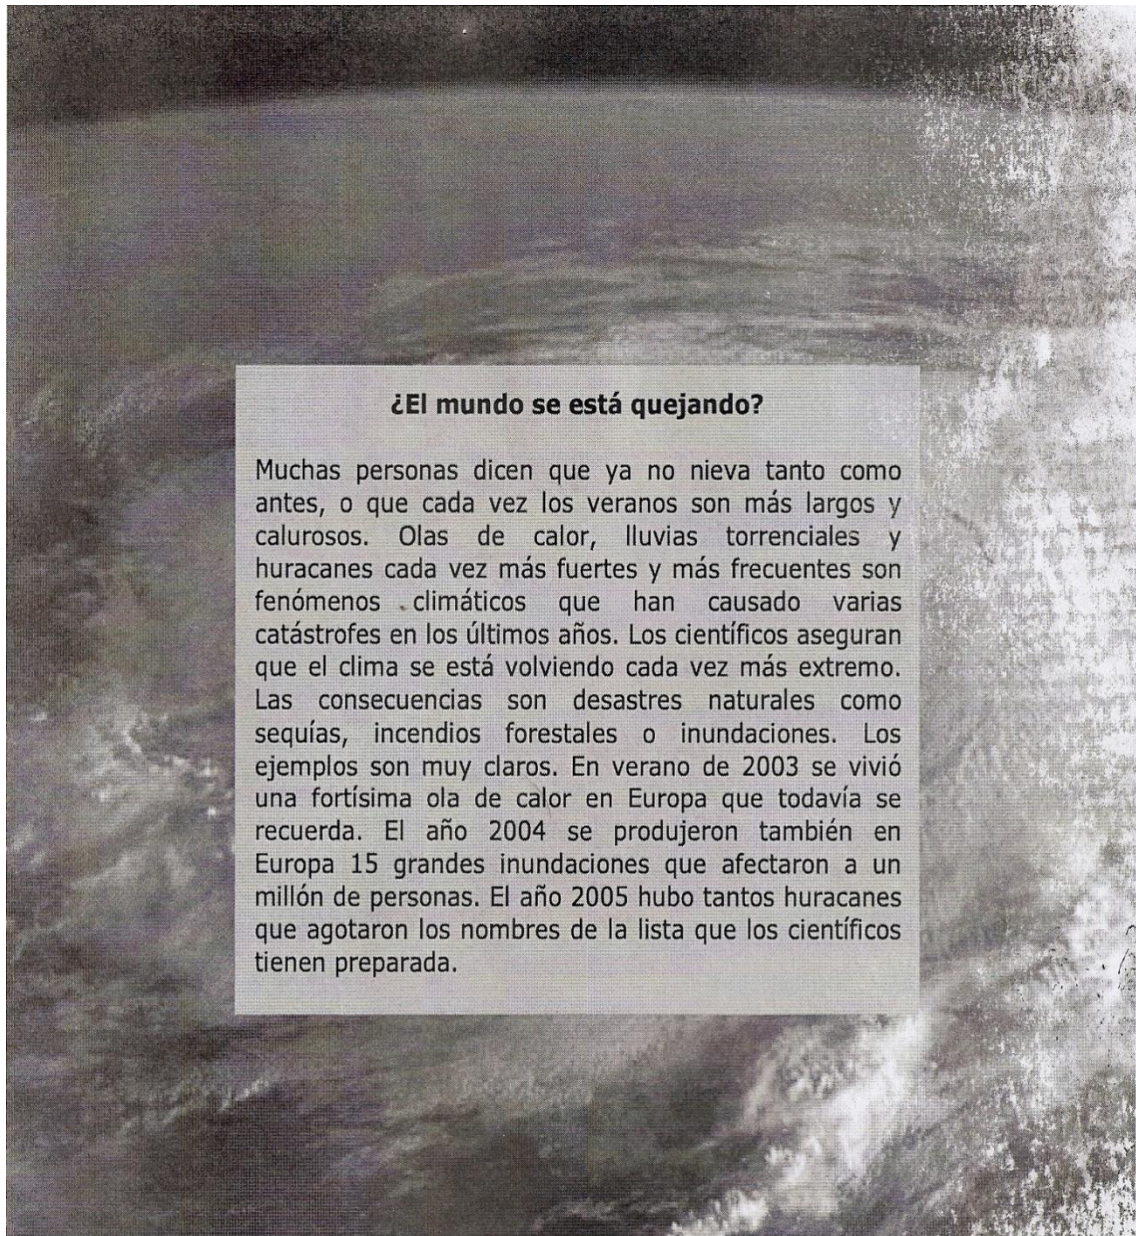 ¿El mundo se está quejando?
Muchas personas dicen que ya no nieva tanto como
antes, o que cada vez los veranos son más largos y
calurosos. Olas de calor, lluvias torrenciales y
huracanes cada vez más fuertes y más frecuentes son
fenómenos climáticos que han causado varias
catástrofes en los últimos años. Los científicos aseguran
que el clima se está volviendo cada vez más extremo.
Las consecuencias son desastres naturales como
sequías, incendios forestales o inundaciones. Los
ejemplos son muy claros. En verano de 2003 se vivió
una fortísima ola de calor en Europa que todavía se
recuerda. El año 2004 se produjeron también en
Europa 15 grandes inundaciones que afectaron a un
millón de personas. El año 2005 hubo tantos huracanes
que agotaron los nombres de la lista que los científicos
tienen preparada.